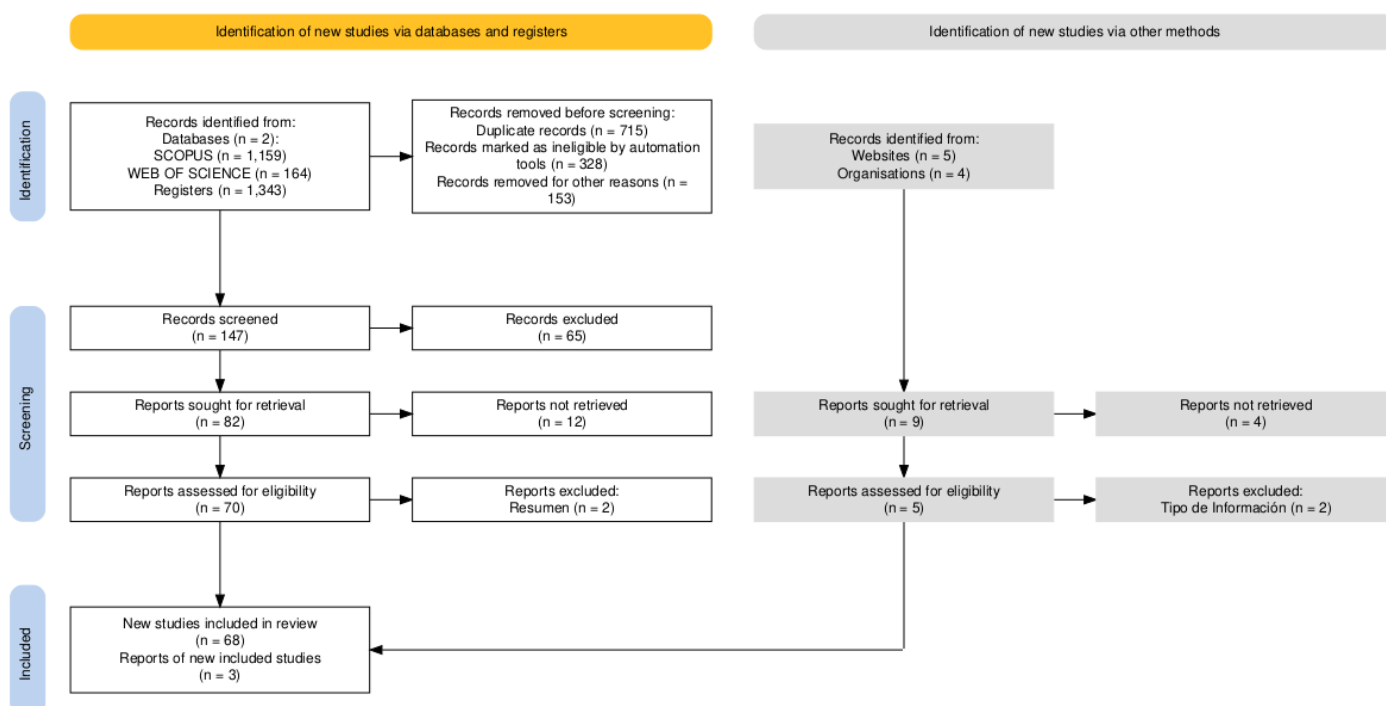 Identification of new studies via databases and registers
Identification of new studies via other methods
Identification
Records identified from:
Databases (n = 2):
SCOPUS (n = 1,159)
WEB OF SCIENCE (n = 164)
Registers (n = 1,343)
Records removed before screening:
Duplicate records (n = 715)
Records marked as ineligible by automation
tools (n = 328)
Records removed for other reasons (n =
153)
Records identified from:
Websites (n = 5)
Organisations (n = 4)
Screening
Records screened
(n = 147)
Records excluded
(n = 65)
Reports sought for retrieval
(n = 82)
Reports not retrieved
(n = 12)
Reports sought for retrieval
(n = 9)
Reports not retrieved
(n = 4)
Reports assessed for eligibility
(n = 70)
Reports excluded:
Resumen (n = 2)
Reports assessed for eligibility
(n = 5)
Reports excluded:
Tipo de Información (n = 2)
Included
New studies included in review
(n = 68)
Reports of new included studies
(n = 3)